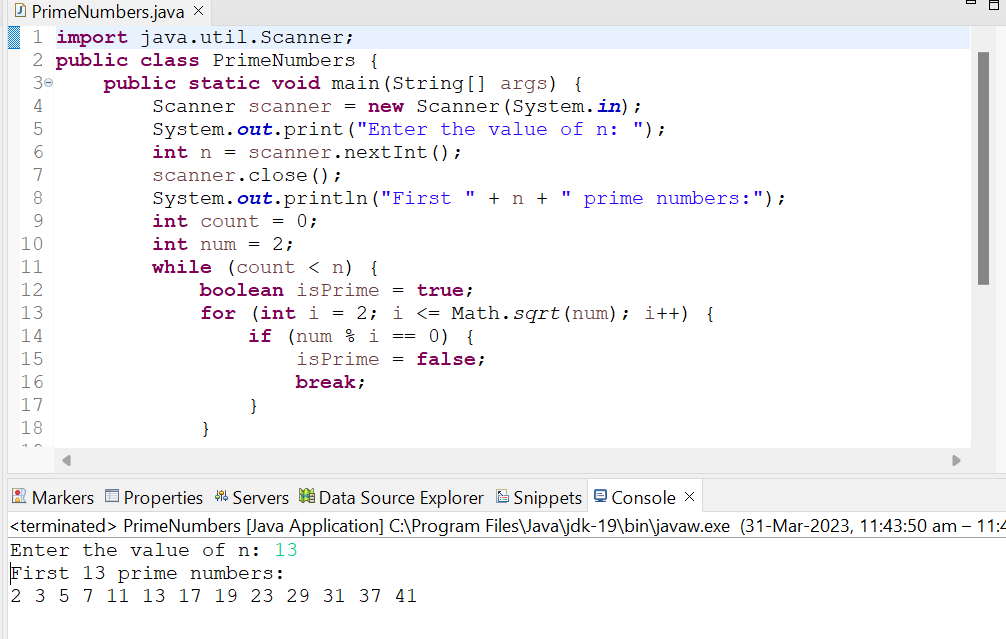 PrimeNumbers.java
1 import java.util.Scanner;
2 public class PrimeNumbers {
3 public static void main(String[] args) {
4 Scanner scanner = new Scanner(System.in);
5 System.out.print("Enter the value of n: ");
6 int n = scanner.nextInt();
7 scanner.close();
8 System.out.println("First " + n + " prime numbers:");
9 int count = 0;
10 int num = 2;
11 while (count < n) {
12 boolean isPrime = true;
13 for (int i = 2; i <= Math.sqrt(num); i++) {
14 if (num % i == 0) {
15 isPrime = false;
16 break;
17 }
18 }
Markers Properties Servers Data Source Explorer Snippets Console
<terminated> PrimeNumbers [Java Application] C:\Program Files\Java\jdk-19\bin\javaw.exe (31-Mar-2023, 11:43:50 am – 11:4
Enter the value of n: 13
First 13 prime numbers:
2 3 5 7 11 13 17 19 23 29 31 37 41